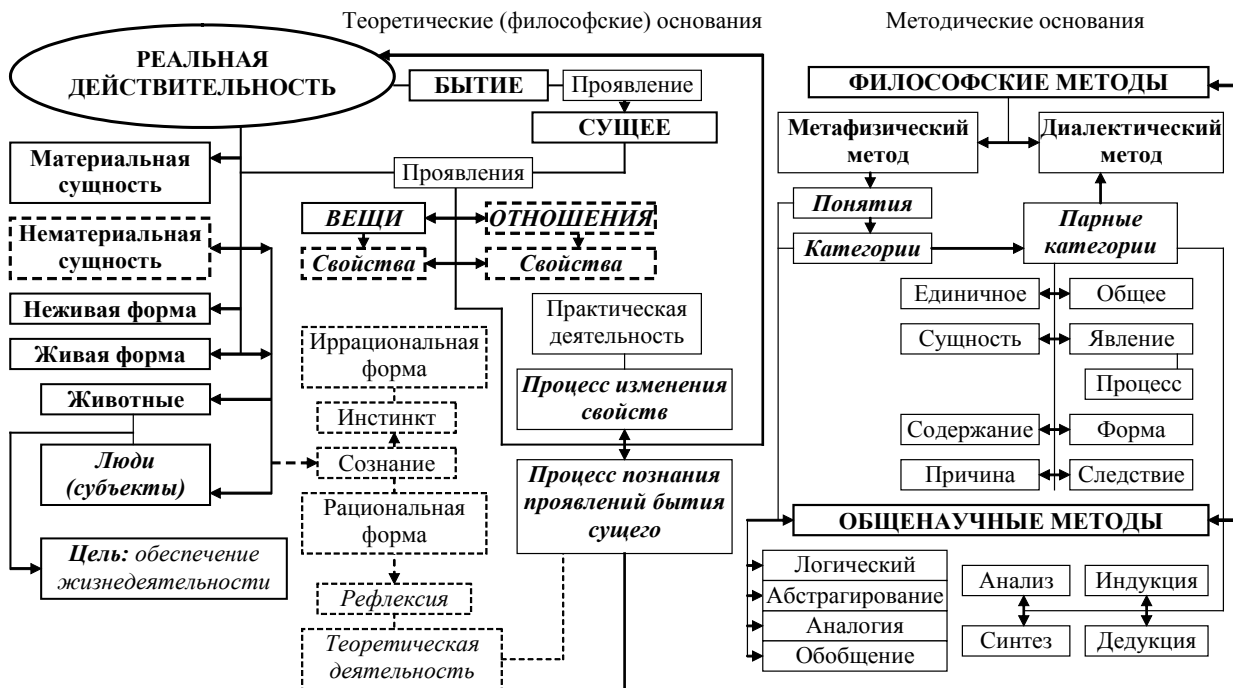 Теоретические (философские) основания
Методические основания
РЕАЛЬНАЯ
ДЕЙСТВИТЕЛЬНОСТЬ
БЫТИЕ
Проявление
СУЩЕЕ
Материальная
сущность
Нематериальная
сущность
Неживая форма
Живая форма
Животные
Люди
(субъекты)
Цель: обеспечение
жизнедеятельности
Проявления
ВЕЩИ
ОТНОШЕНИЯ
Свойства
Свойства
Иррациональная
форма
Инстинкт
Сознание
Рациональная
форма
Рефлексия
Теоретическая
деятельность
Практическая
деятельность
Процесс изменения
свойств
Процесс познания
проявлений бытия
сущего
ФИЛОСОФСКИЕ МЕТОДЫ
Метафизический
метод
Диалектический
метод
Понятия
Категории
Парные
категории
Единичное
Общее
Сущность
Явление
Процесс
Содержание
Форма
Причина
Следствие
ОБЩЕНАУЧНЫЕ МЕТОДЫ
Логический
Абстрагирование
Аналогия
Обобщение
Анализ
Синтез
Индукция
Дедукция